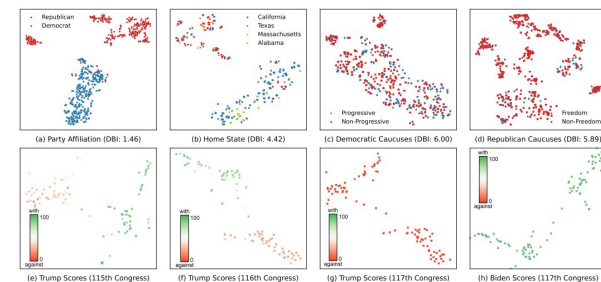 Republican
Democrat
California
Texas
Massachusetts
Alabama
Progressive
Non-Progressive
Freedom
Non-Freedom
(a) Party Affiliation (DBI: 1.46)
(b) Home State (DBI: 4.42)
(c) Democratic Caucuses (DBI: 6.00)
(d) Republican Caucuses (DBI: 5.89)
with
100
0
against
with
100
0
against
with
100
0
against
with
100
0
against
(e) Trump Scores (115th Congress)
(f) Trump Scores (116th Congress)
(g) Trump Scores (117th Congress)
(h) Biden Scores (117th Congress)